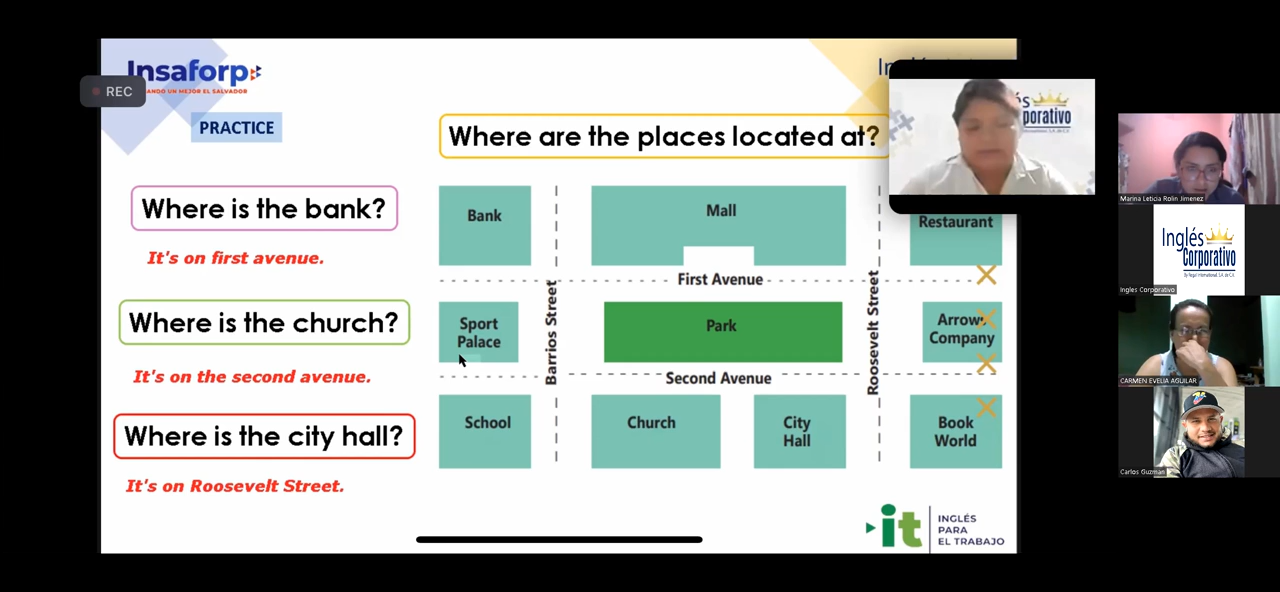 Insaforp
REC
PRACTICE
Where are the places located at?
Where is the bank?
It's on first avenue.
Where is the church?
It's on the second avenue.
Where is the city hall?
It's on Roosevelt Street.
Bank
Mall
Restaurant
First Avenue
Barrios Street
Roosevelt Street
Sport
Palace
Park
Arrow
Company
Second Avenue
School
Church
City
Hall
Book
World
it
INGLÉS
PARA
EL TRABAJO
porativo
Marina Leticia Rolin Jimenez
Inglés
Corporativo
Ingles Corporativo
CARMEN EVELIA AGUILAR
Carlos Guzman